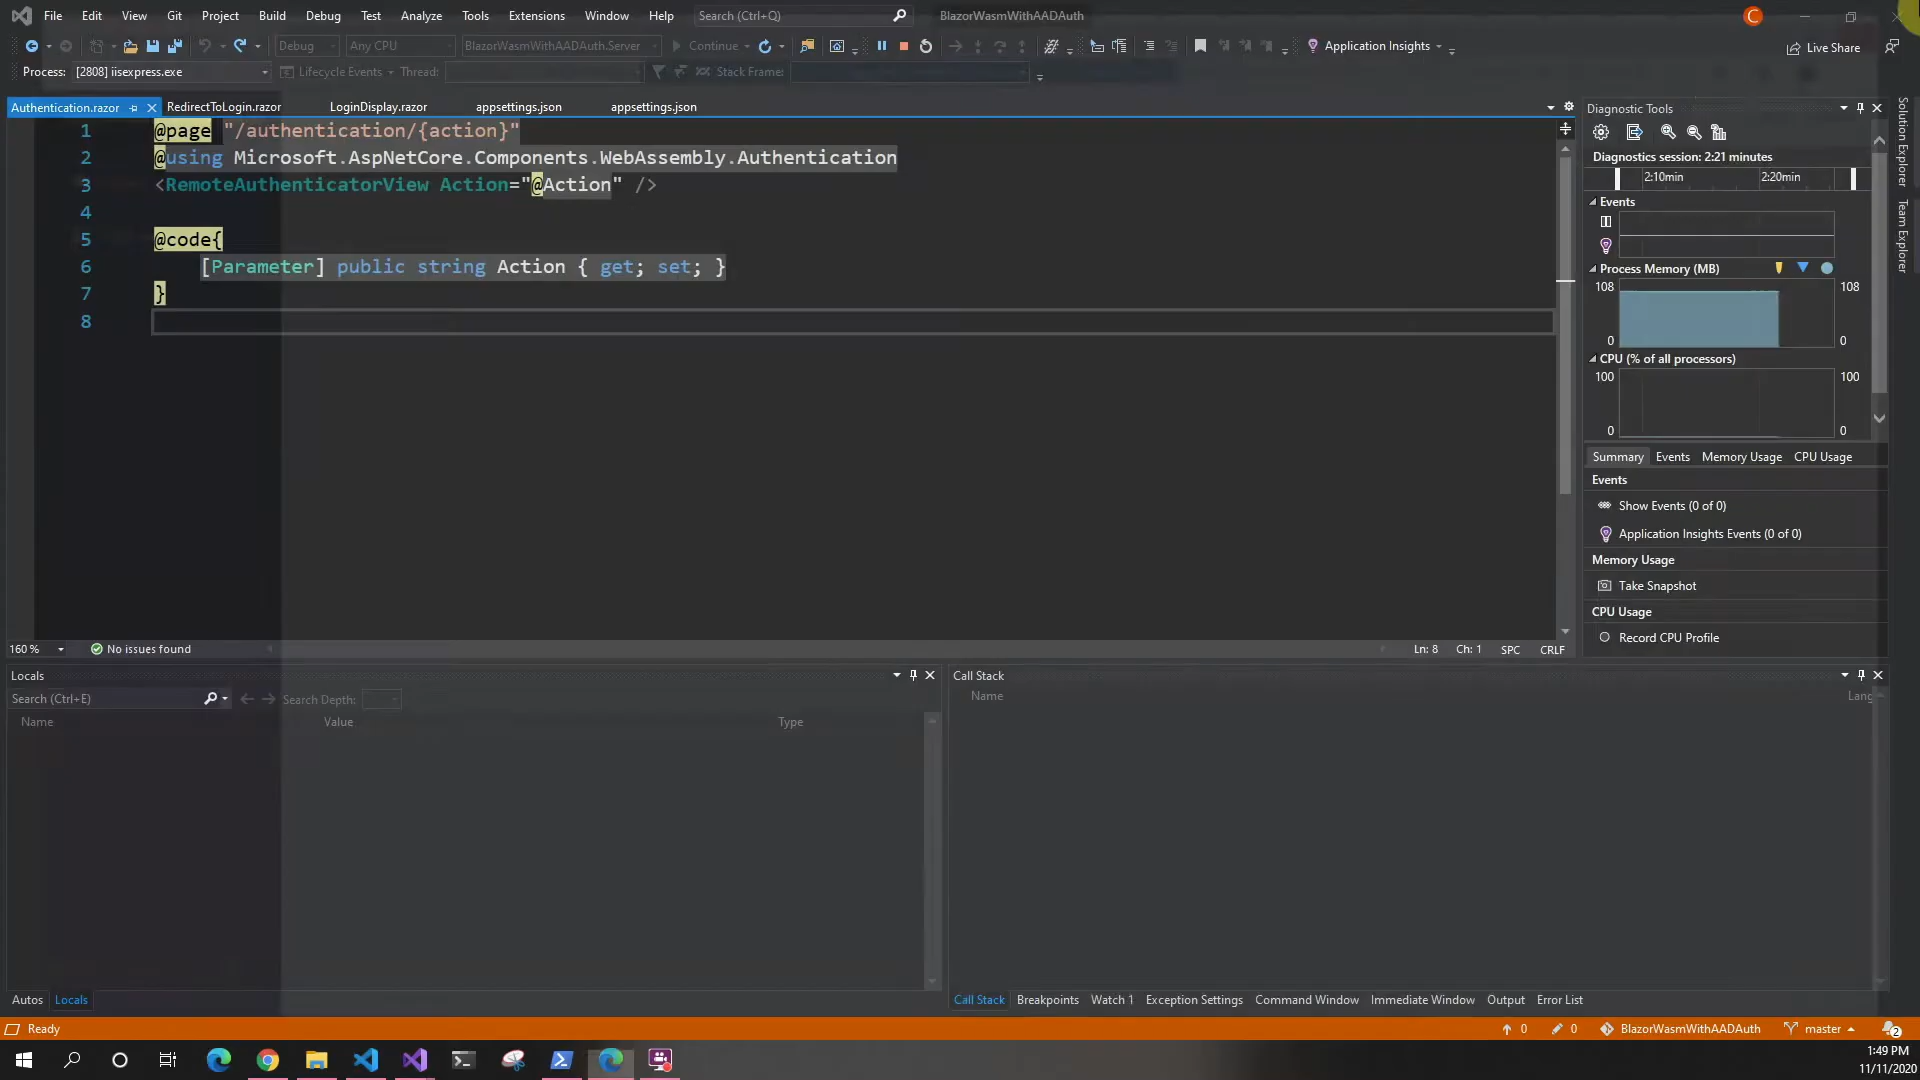 File Edit View Git Project Build Debug Test Analyze Tools Extensions Window Help Search (Ctrl+Q) BlazorWasmWithAADAuth C
Debug Any CPU BlazorWasmWithAADAuth.Server Continue Application Insights Live Share
Process: [2808] iisexpress.exe Lifecycle Events Thread: Stack Frame:
Authentication.razor RedirectToLogin.razor LoginDisplay.razor appsettings.json appsettings.json
1 @page "/authentication/{action}"
2 @using Microsoft.AspNetCore.Components.WebAssembly.Authentication
3 <RemoteAuthenticatorView Action="@Action" />
4
5 @code{
6 [Parameter] public string Action { get; set; }
7 }
8
160 % No issues found Ln: 8 Ch: 1 SPC CRLF
Diagnostic Tools
Diagnostics session: 2:21 minutes
2:10min 2:20min
Events
Process Memory (MB)
108 108
0 0
CPU (% of all processors)
100 100
0 0
Summary Events Memory Usage CPU Usage
Events
Show Events (0 of 0)
Application Insights Events (0 of 0)
Memory Usage
Take Snapshot
CPU Usage
Record CPU Profile
Solution Explorer
Team Explorer
Locals
Search (Ctrl+E) Search Depth:
Name Value Type
Autos Locals
Call Stack
Name Lang
Call Stack Breakpoints Watch 1 Exception Settings Command Window Immediate Window Output Error List
Ready 0 0 BlazorWasmWithAADAuth master 2
1:49 PM
11/11/2020